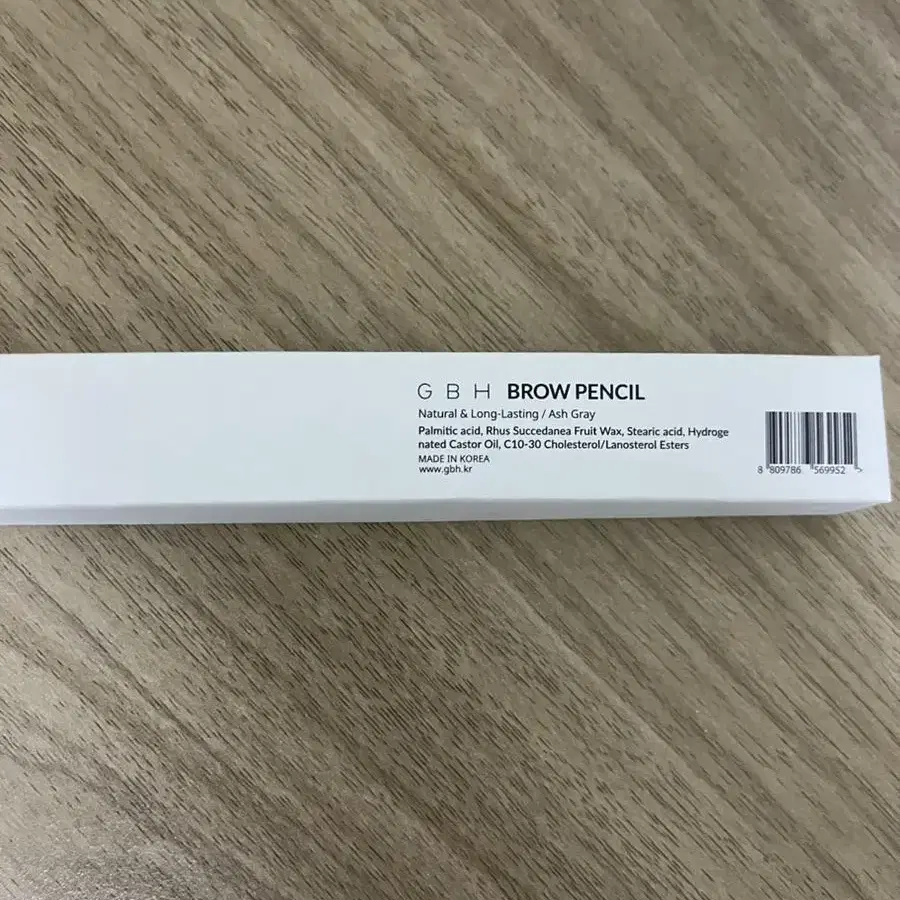 GBH BROW PENCIL
Natural & Long-Lasting / Ash Gray
Palmitic acid, Rhus Succedanea Fruit Wax, Stearic acid, Hydroge
nated Castor Oil, C10-30 Cholesterol/Lanosterol Esters
MADE IN KOREA
www.gbh.kr
8 809786 569952 >